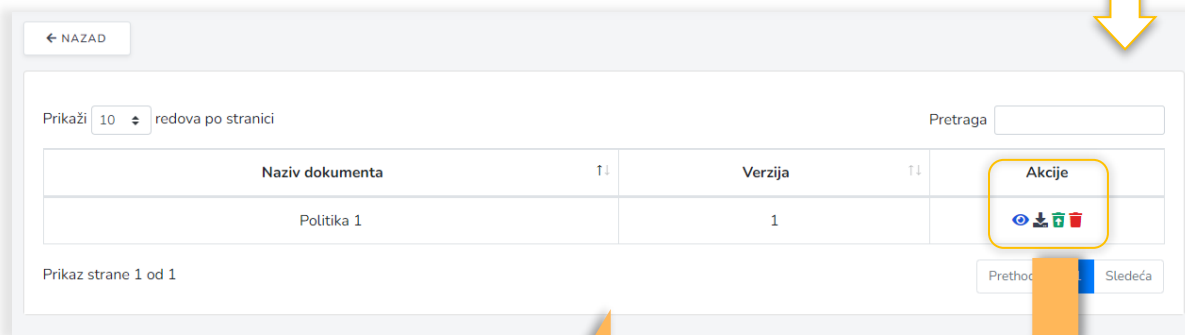 NAZAD
Prikaži 10 redova po stranici
Pretraga
Naziv dokumenta Verzija Akcije
Politika 1 1
Prikaz strane 1 od 1
Sledeća